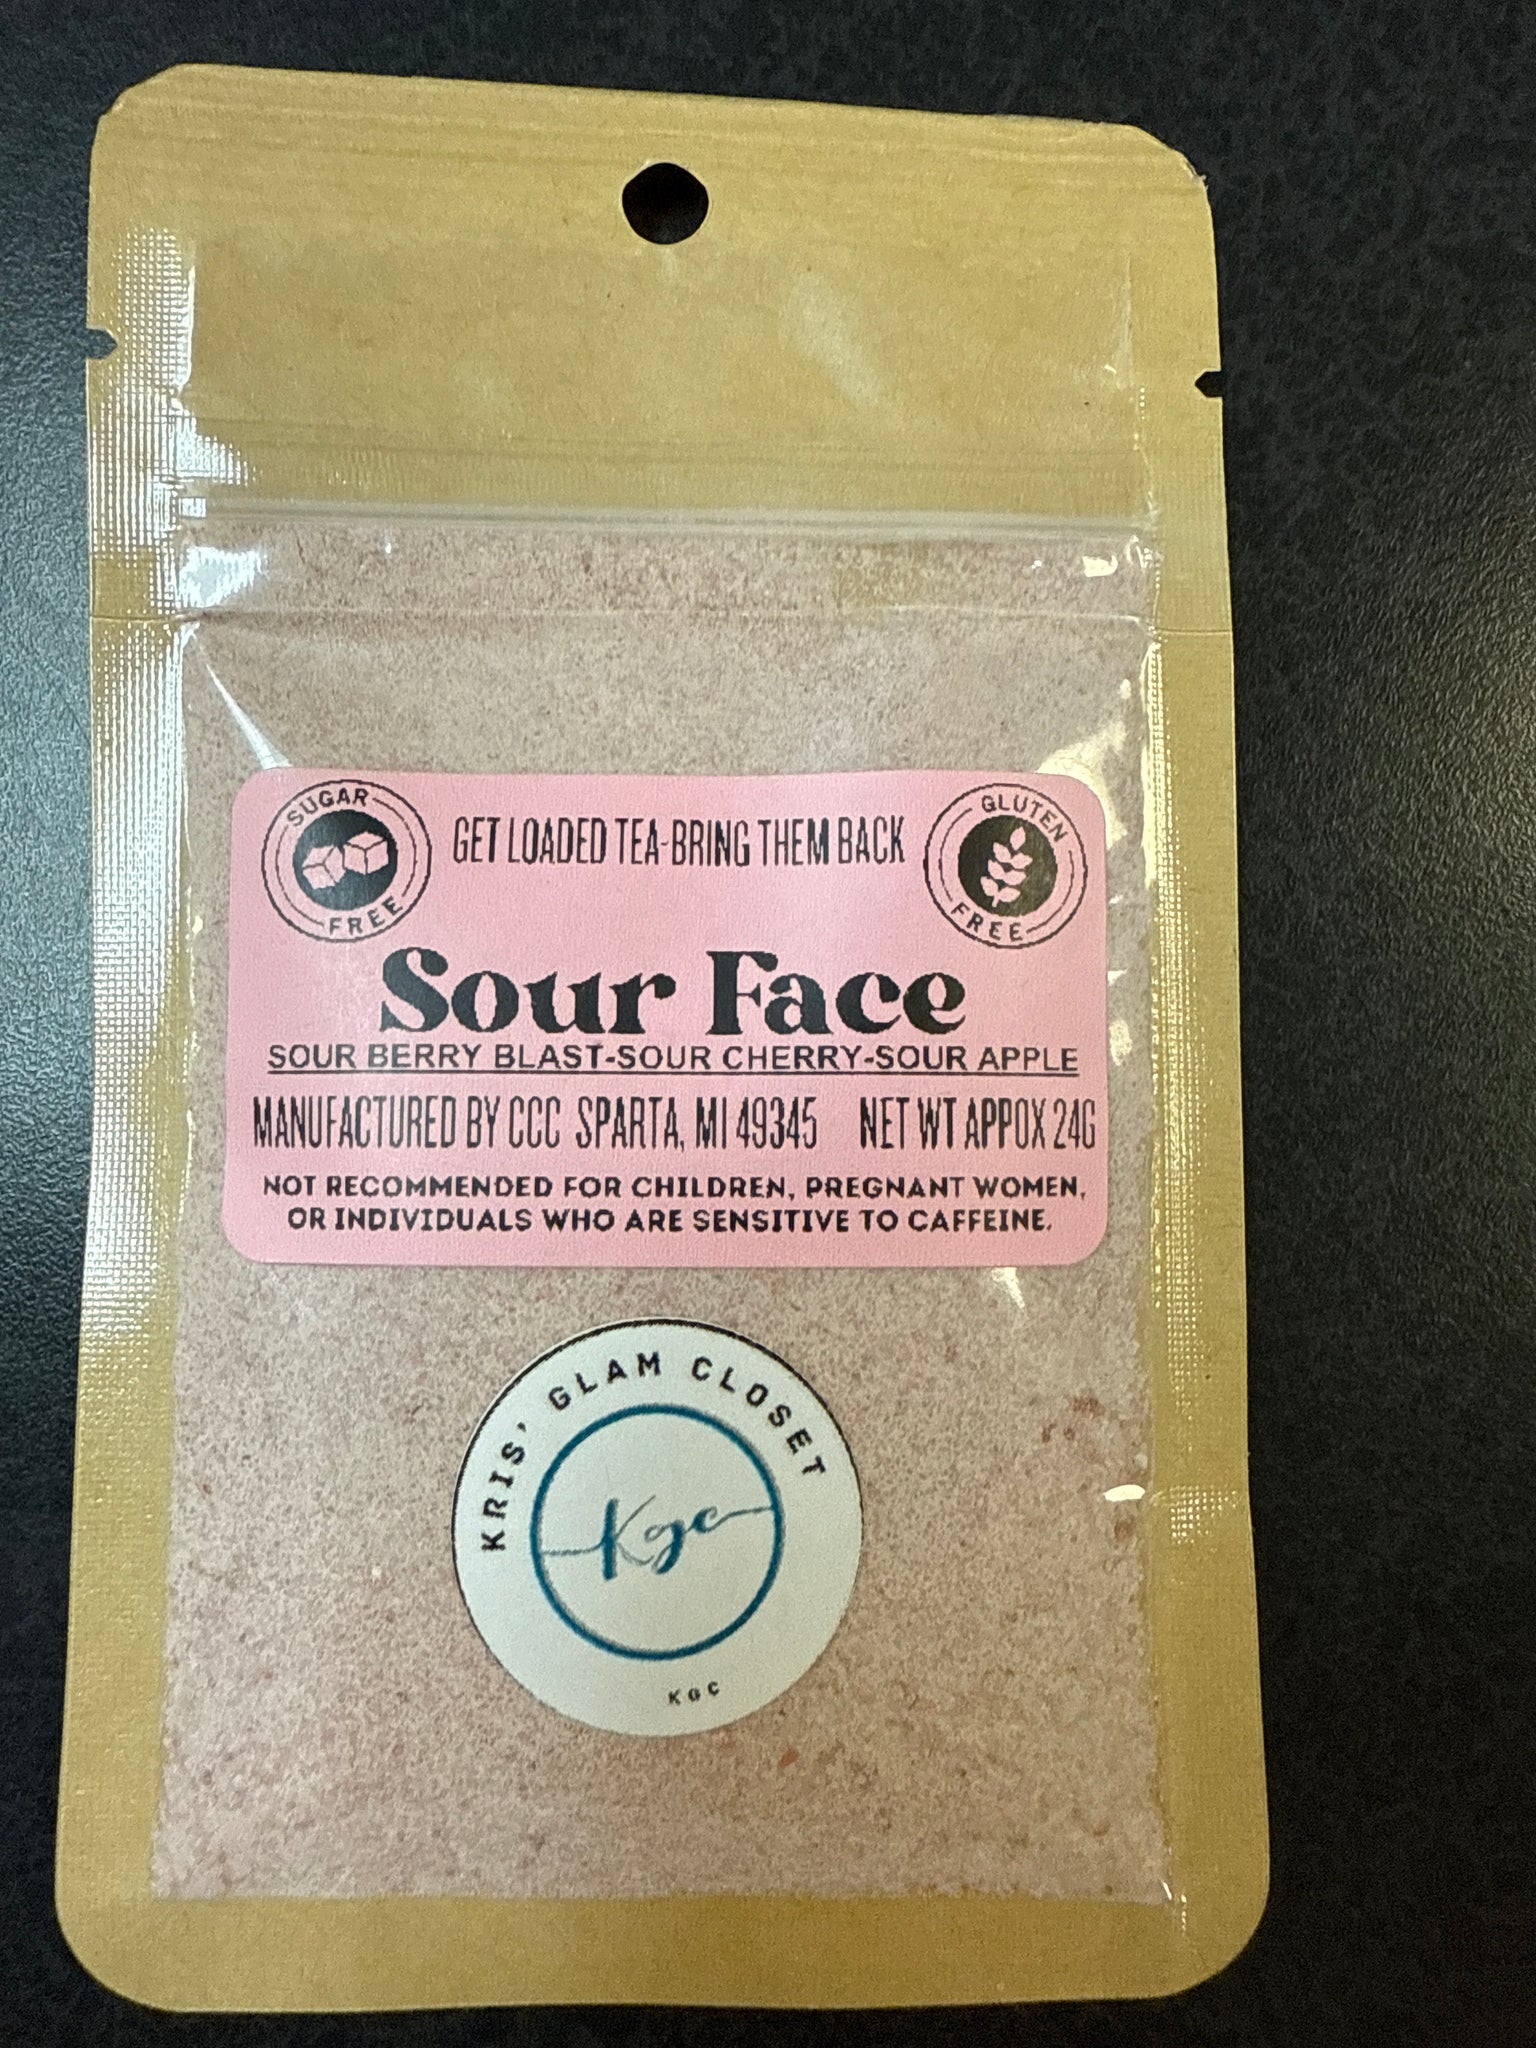 SUGAR
FREE
GET LOADED TEA-BRING THEM BACK
GLUTEN
FREE
Sour Face
SOUR BERRY BLAST-SOUR CHERRY-SOUR APPLE
MANUFACTURED BY CCC SPARTA, MI 49345 NET WT APPOX 24G
NOT RECOMMENDED FOR CHILDREN, PREGNANT WOMEN,
OR INDIVIDUALS WHO ARE SENSITIVE TO CAFFEINE.
KRIS' GLAM CLOSET
Kgc
KGC